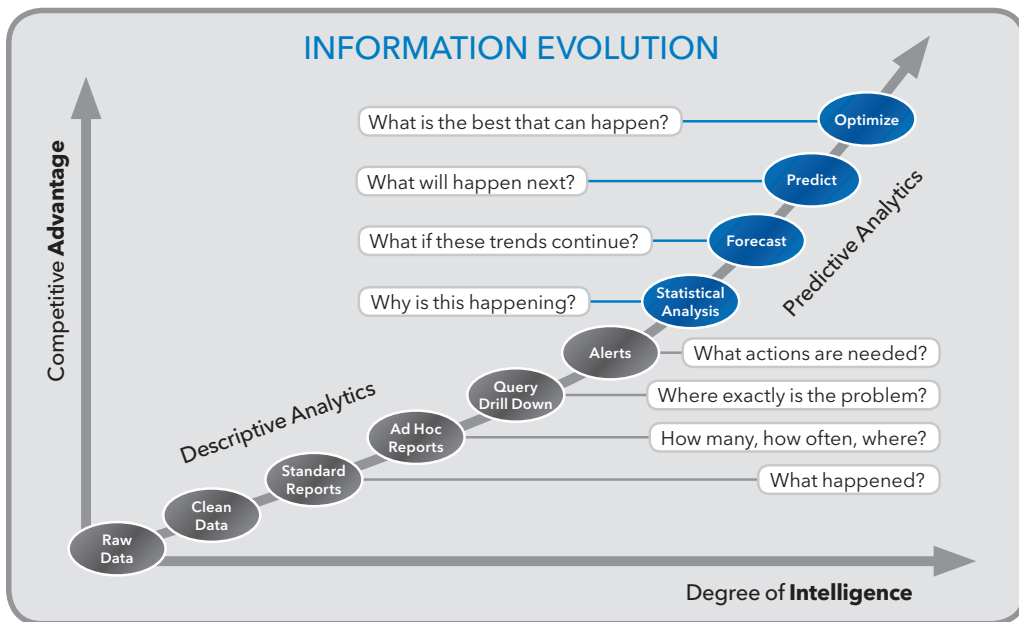 INFORMATION EVOLUTION
Competitive Advantage
What is the best that can happen?
Optimize
What will happen next?
Predict
What if these trends continue?
Forecast
Why is this happening?
Statistical
Analysis
Predictive Analytics
Alerts
What actions are needed?
Query
Drill Down
Where exactly is the problem?
Descriptive Analytics
Ad Hoc
Reports
How many, how often, where?
Standard
Reports
What happened?
Clean
Data
Raw
Data
Degree of Intelligence